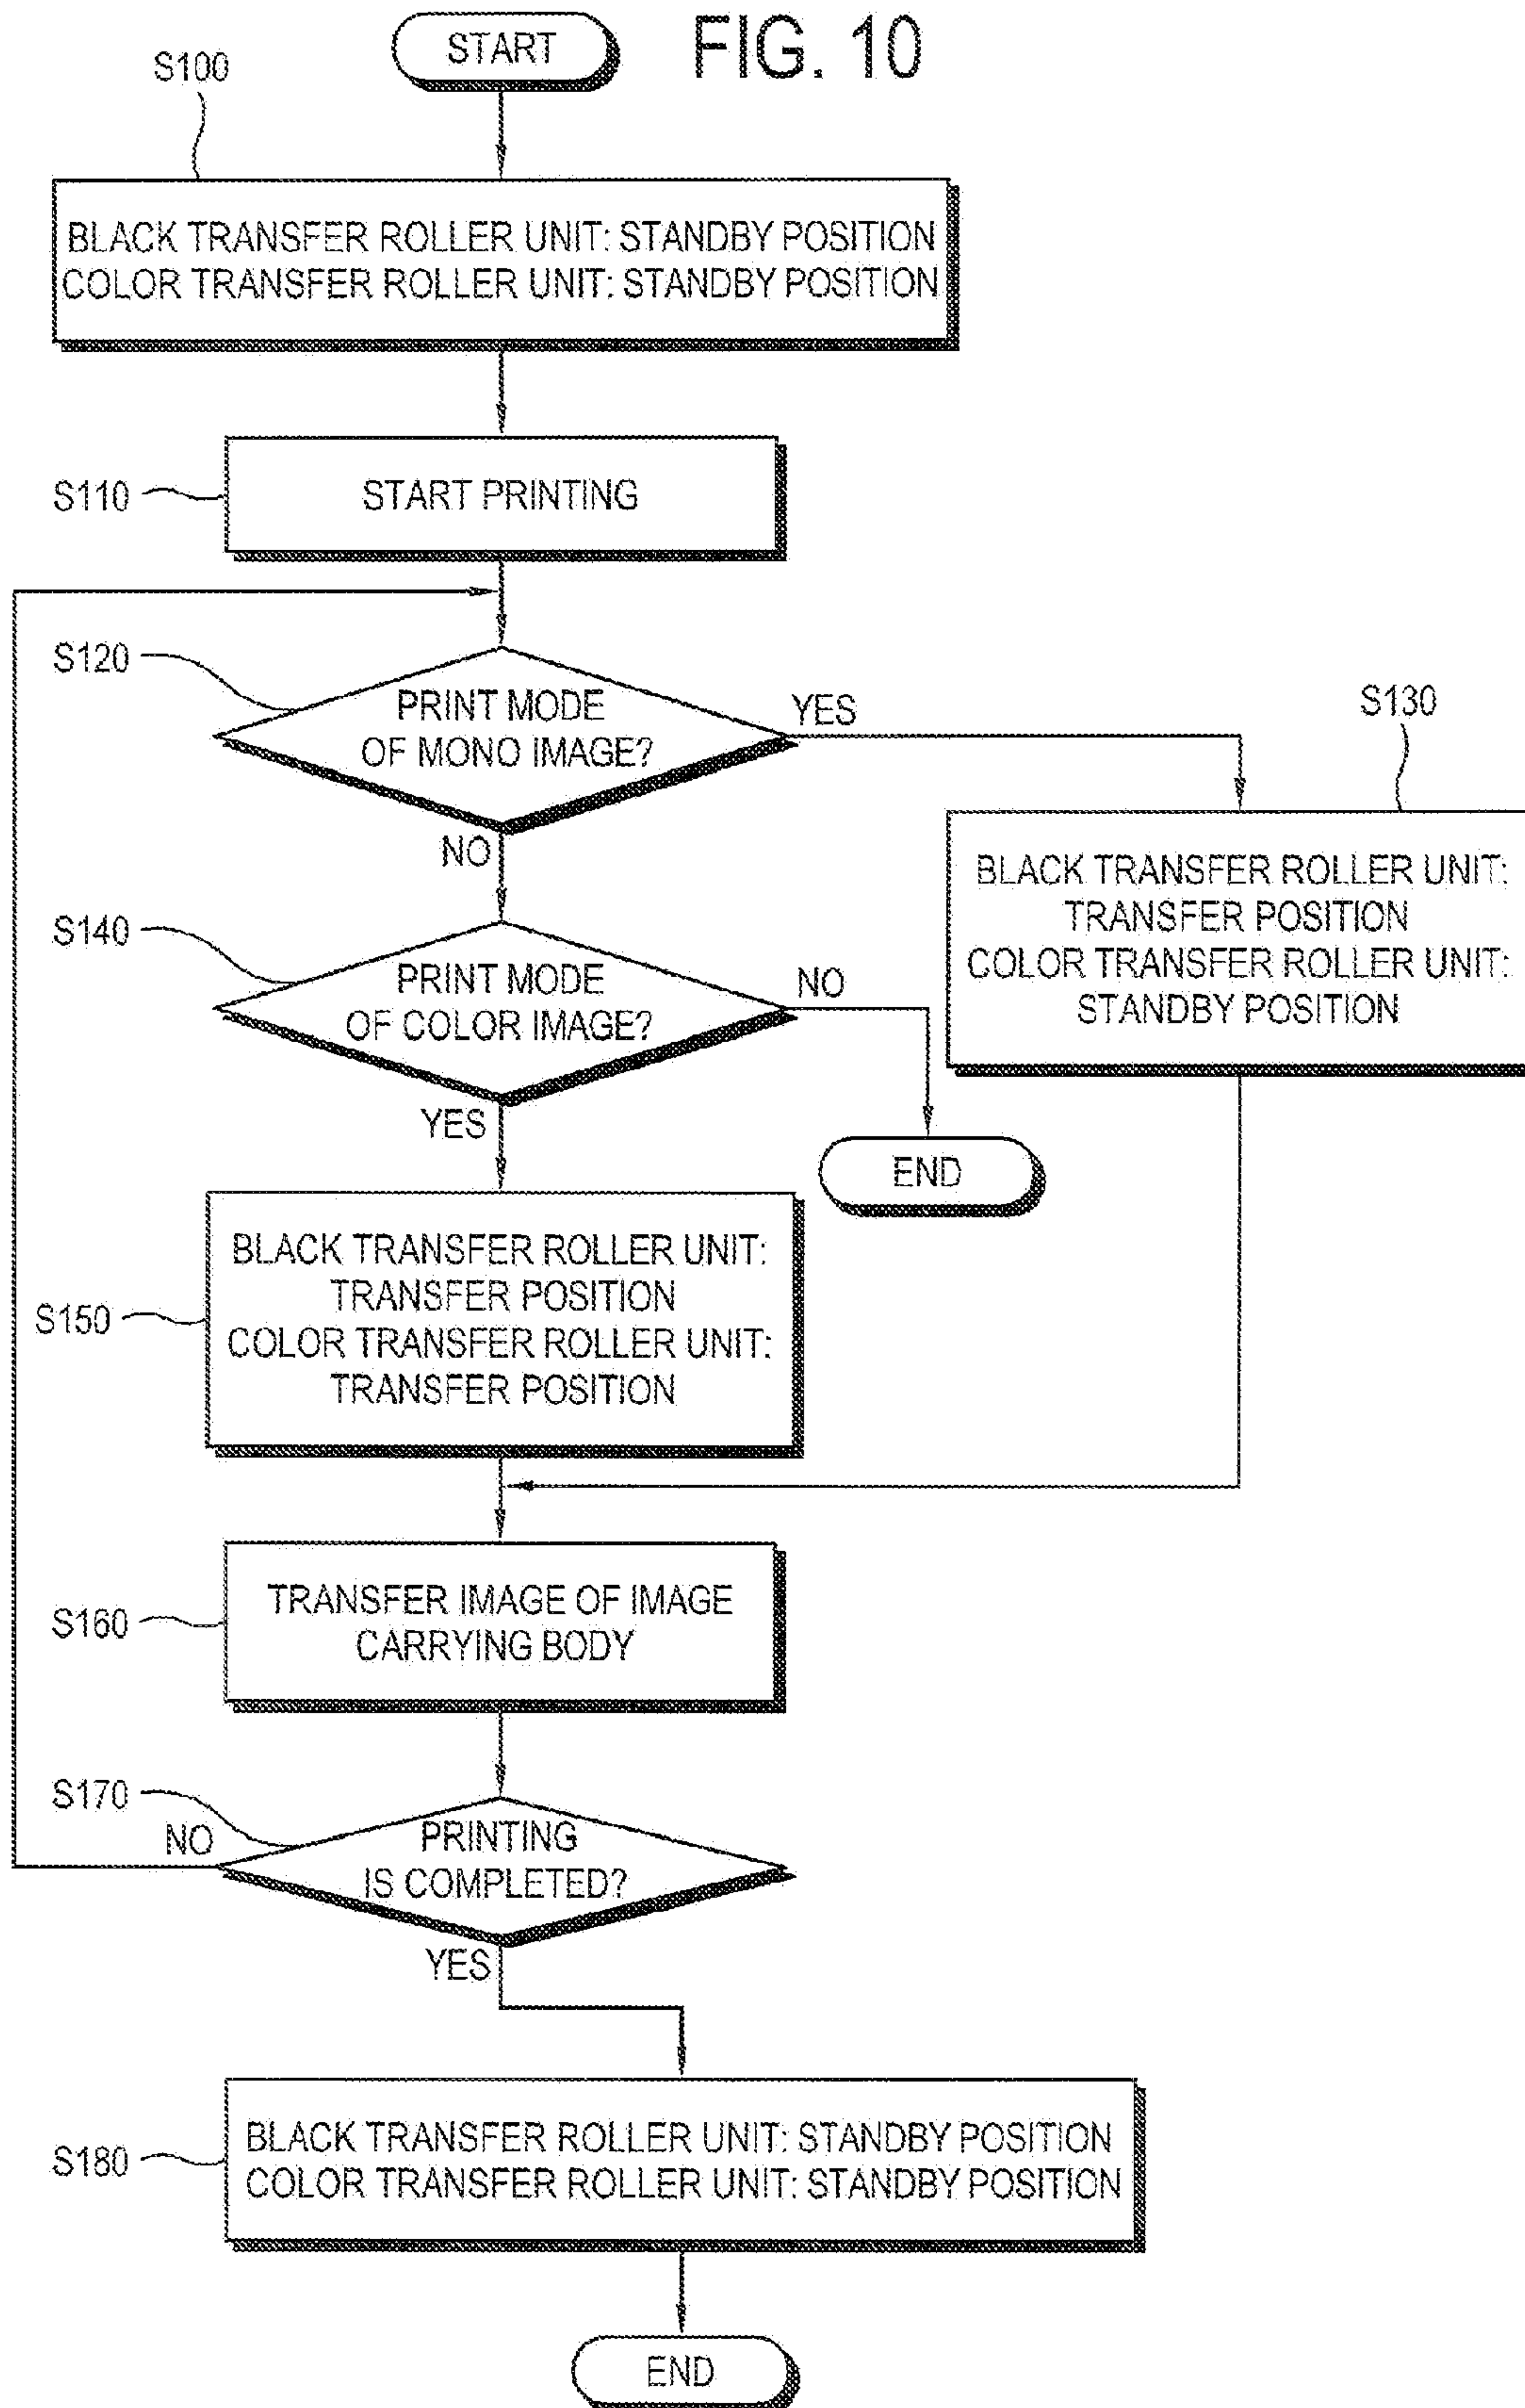 START
FIG. 10
S100
BLACK TRANSFER ROLLER UNIT: STANDBY POSITION
COLOR TRANSFER ROLLER UNIT: STANDBY POSITION
S110
START PRINTING
S120
PRINT MODE
OF MONO IMAGE?
YES
NO
S130
BLACK TRANSFER ROLLER UNIT:
TRANSFER POSITION
COLOR TRANSFER ROLLER UNIT:
STANDBY POSITION
S140
PRINT MODE
OF COLOR IMAGE?
NO
YES
END
S150
BLACK TRANSFER ROLLER UNIT:
TRANSFER POSITION
COLOR TRANSFER ROLLER UNIT:
TRANSFER POSITION
S160
TRANSFER IMAGE OF IMAGE
CARRYING BODY
S170
NO
PRINTING
IS COMPLETED?
YES
S180
BLACK TRANSFER ROLLER UNIT: STANDBY POSITION
COLOR TRANSFER ROLLER UNIT: STANDBY POSITION
END